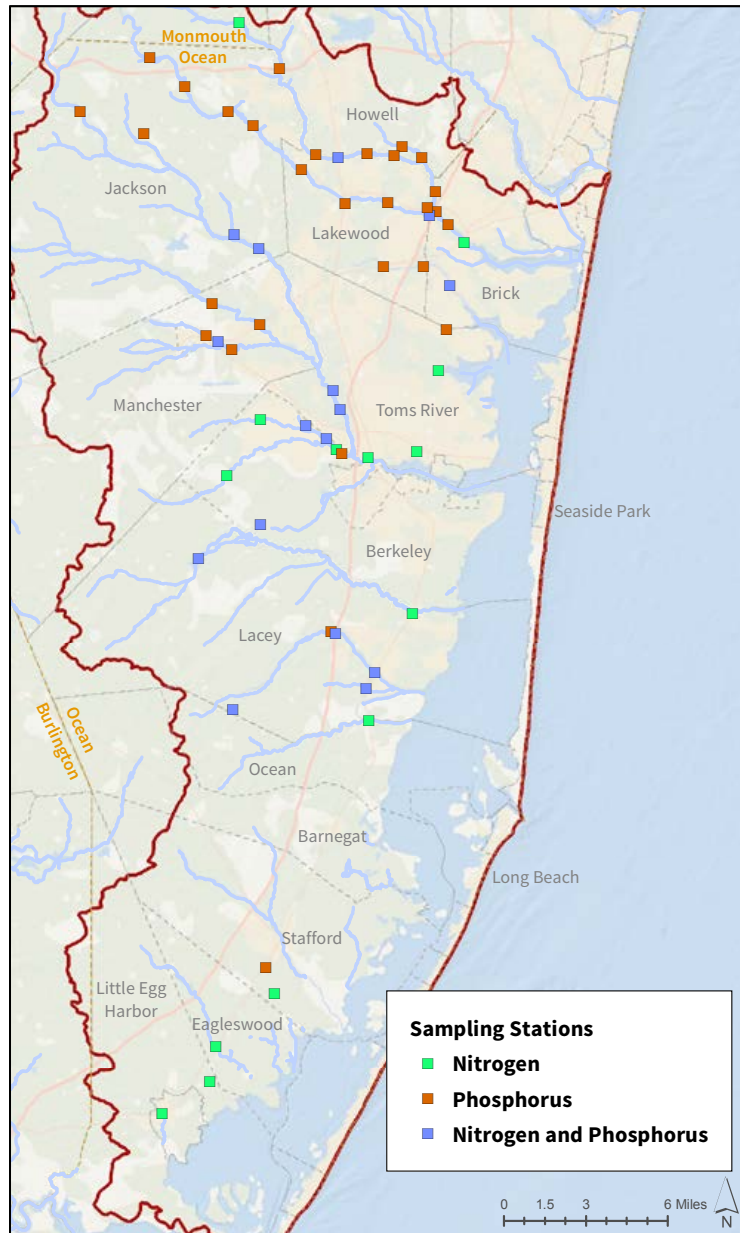 Monmouth
Ocean
Howell
Jackson
Lakewood
Brick
Manchester
Toms River
Seaside Park
Berkeley
Lacey
Ocean
Burlington
Ocean
Barnegat
Long Beach
Stafford
Little Egg
Harbor
Eagleswood
Sampling Stations
Nitrogen
Phosphorus
Nitrogen and Phosphorus
0 1.5 3 6 Miles
N